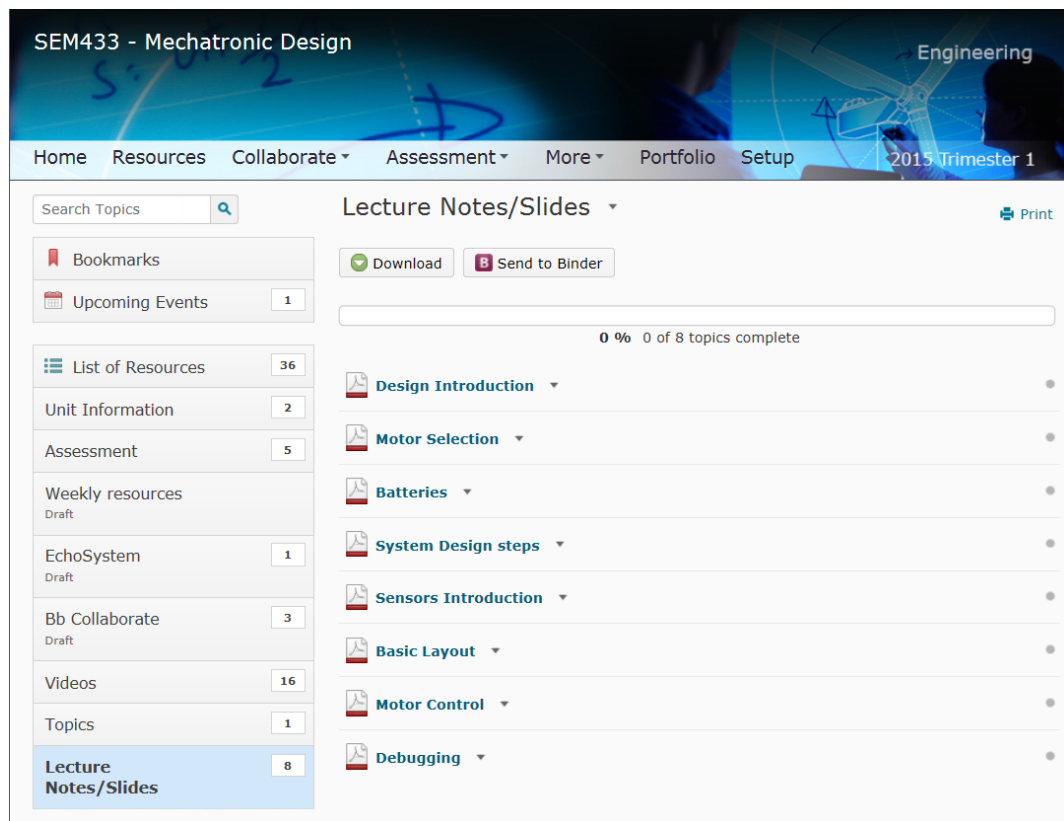 SEM433 - Mechatronic Design
Engineering
Home Resources Collaborate Assessment More Portfolio Setup 2015 Trimester 1
Search Topics
Bookmarks
Upcoming Events 1
List of Resources 36
Unit Information 2
Assessment 5
Weekly resources
Draft
EchoSystem 1
Draft
Bb Collaborate 3
Draft
Videos 16
Topics 1
Lecture 8
Notes/Slides
Lecture Notes/Slides
Print
Download B Send to Binder
0 % 0 of 8 topics complete
Design Introduction
Motor Selection
Batteries
System Design steps
Sensors Introduction
Basic Layout
Motor Control
Debugging